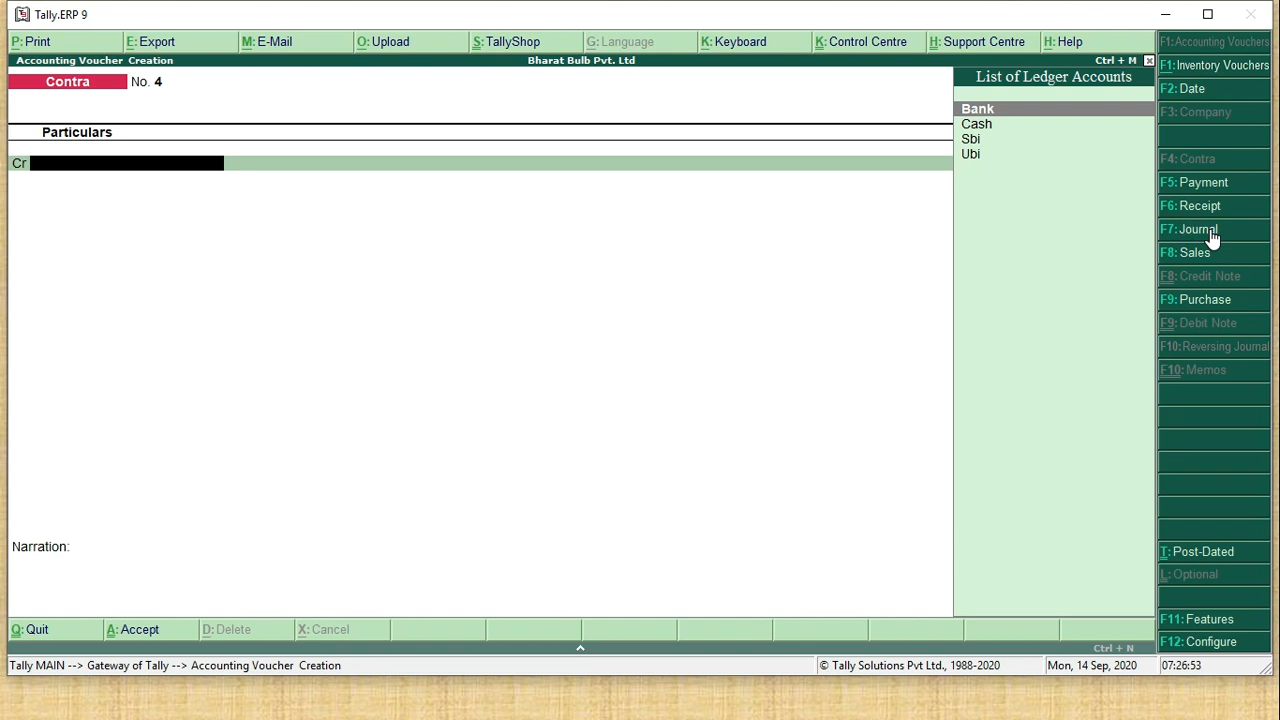 Tally.ERP 9
P: Print E: Export M: E-Mail O: Upload S: TallyShop G: Language K: Keyboard K: Control Centre H: Support Centre H: Help
Accounting Voucher Creation Bharat Bulb Pvt. Ltd Ctrl + M x
Contra No. 4
Particulars
Cr
Narration:
List of Ledger Accounts
Bank
Cash
Sbi
Ubi
F1: Accounting Vouchers
F1: Inventory Vouchers
F2: Date
F3: Company
F4: Contra
F5: Payment
F6: Receipt
F7: Journal
F8: Sales
F8: Credit Note
F9: Purchase
F9: Debit Note
F10: Reversing Journal
F10: Memos
T: Post-Dated
L: Optional
F11: Features
F12: Configure
Q: Quit A: Accept D: Delete X: Cancel
Ctrl + N
Tally MAIN --> Gateway of Tally --> Accounting Voucher Creation © Tally Solutions Pvt Ltd., 1988-2020 Mon, 14 Sep, 2020 07:26:53